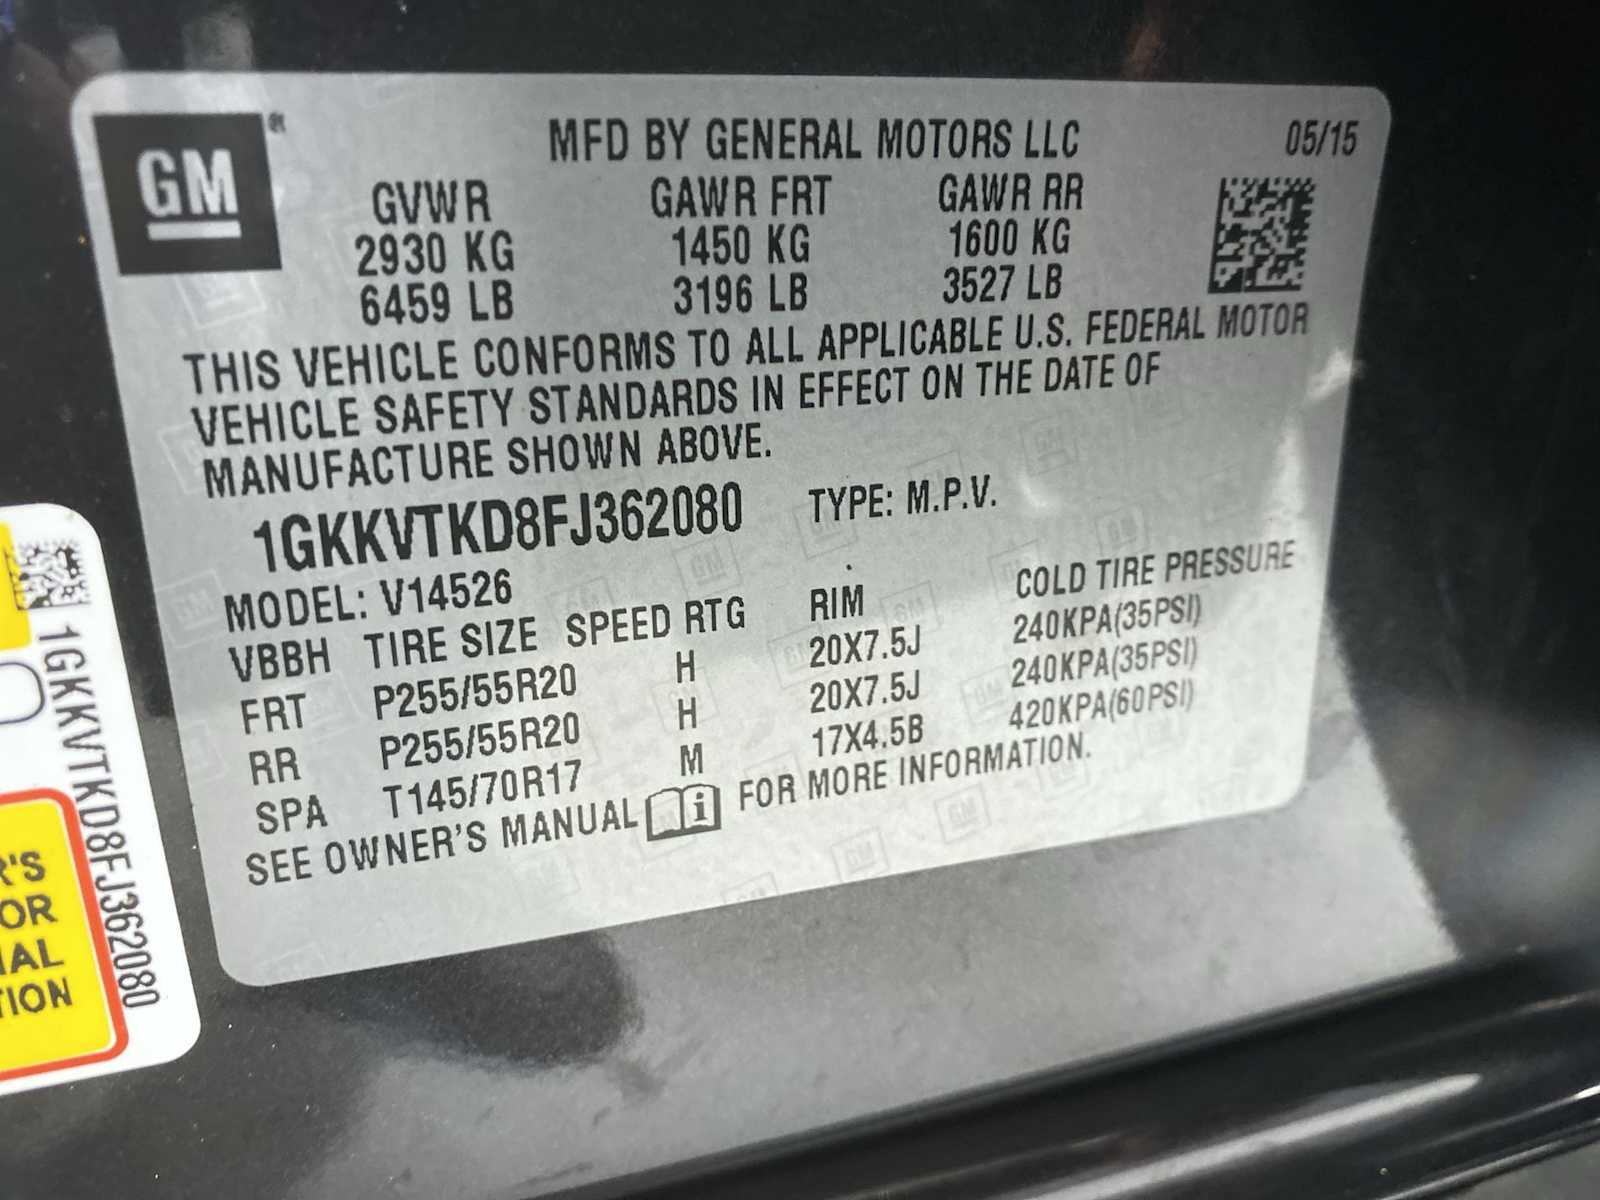 GM ®
MFD BY GENERAL MOTORS LLC 05/15
GVWR GAWR FRT GAWR RR
2930 KG 1450 KG 1600 KG
6459 LB 3196 LB 3527 LB
THIS VEHICLE CONFORMS TO ALL APPLICABLE U.S. FEDERAL MOTOR
VEHICLE SAFETY STANDARDS IN EFFECT ON THE DATE OF
MANUFACTURE SHOWN ABOVE.
1GKKVTKD8FJ362080 TYPE: M.P.V.
MODEL: V14526
VBBH TIRE SIZE SPEED RTG RIM COLD TIRE PRESSURE
FRT P255/55R20 H 20X7.5J 240KPA(35PSI)
RR P255/55R20 H 20X7.5J 240KPA(35PSI)
SPA T145/70R17 M 17X4.5B 420KPA(60PSI)
SEE OWNER'S MANUAL i FOR MORE INFORMATION.
1GKKVTKD8FJ362080
R'S
OR
IAL
TION